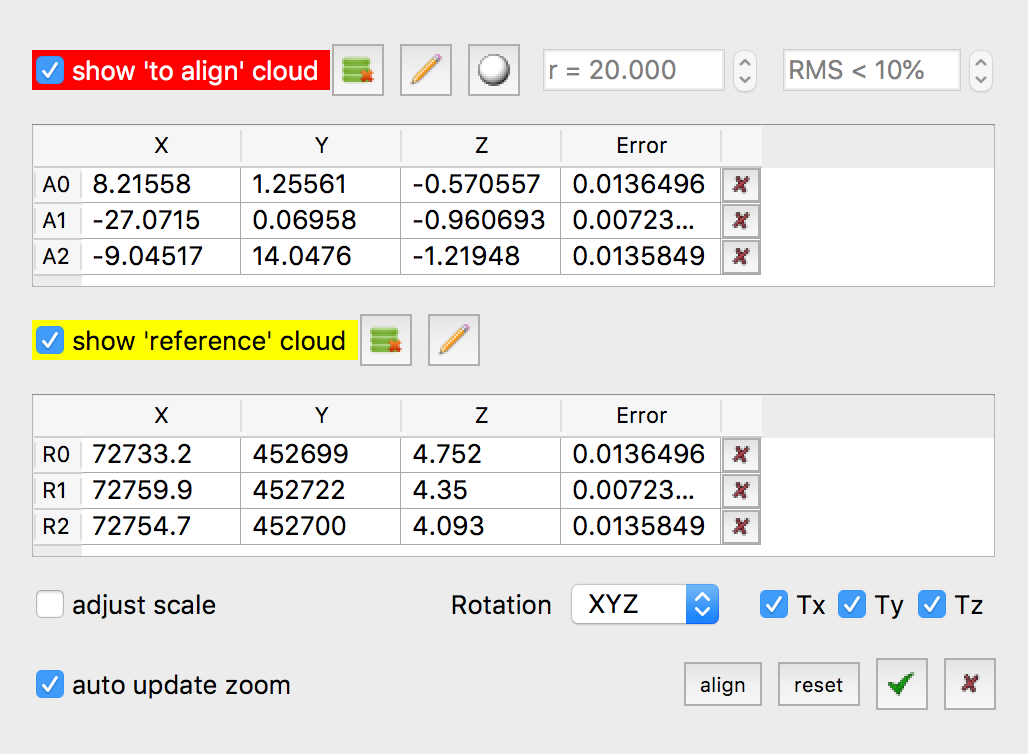 show 'to align' cloud r = 20.000 RMS < 10%
X Y Z Error
A0 8.21558 1.25561 -0.570557 0.0136496
A1 -27.0715 0.06958 -0.960693 0.00723...
A2 -9.04517 14.0476 -1.21948 0.0135849
show 'reference' cloud
X Y Z Error
R0 72733.2 452699 4.752 0.0136496
R1 72759.9 452722 4.35 0.00723...
R2 72754.7 452700 4.093 0.0135849
adjust scale Rotation XYZ Tx Ty Tz
auto update zoom align reset